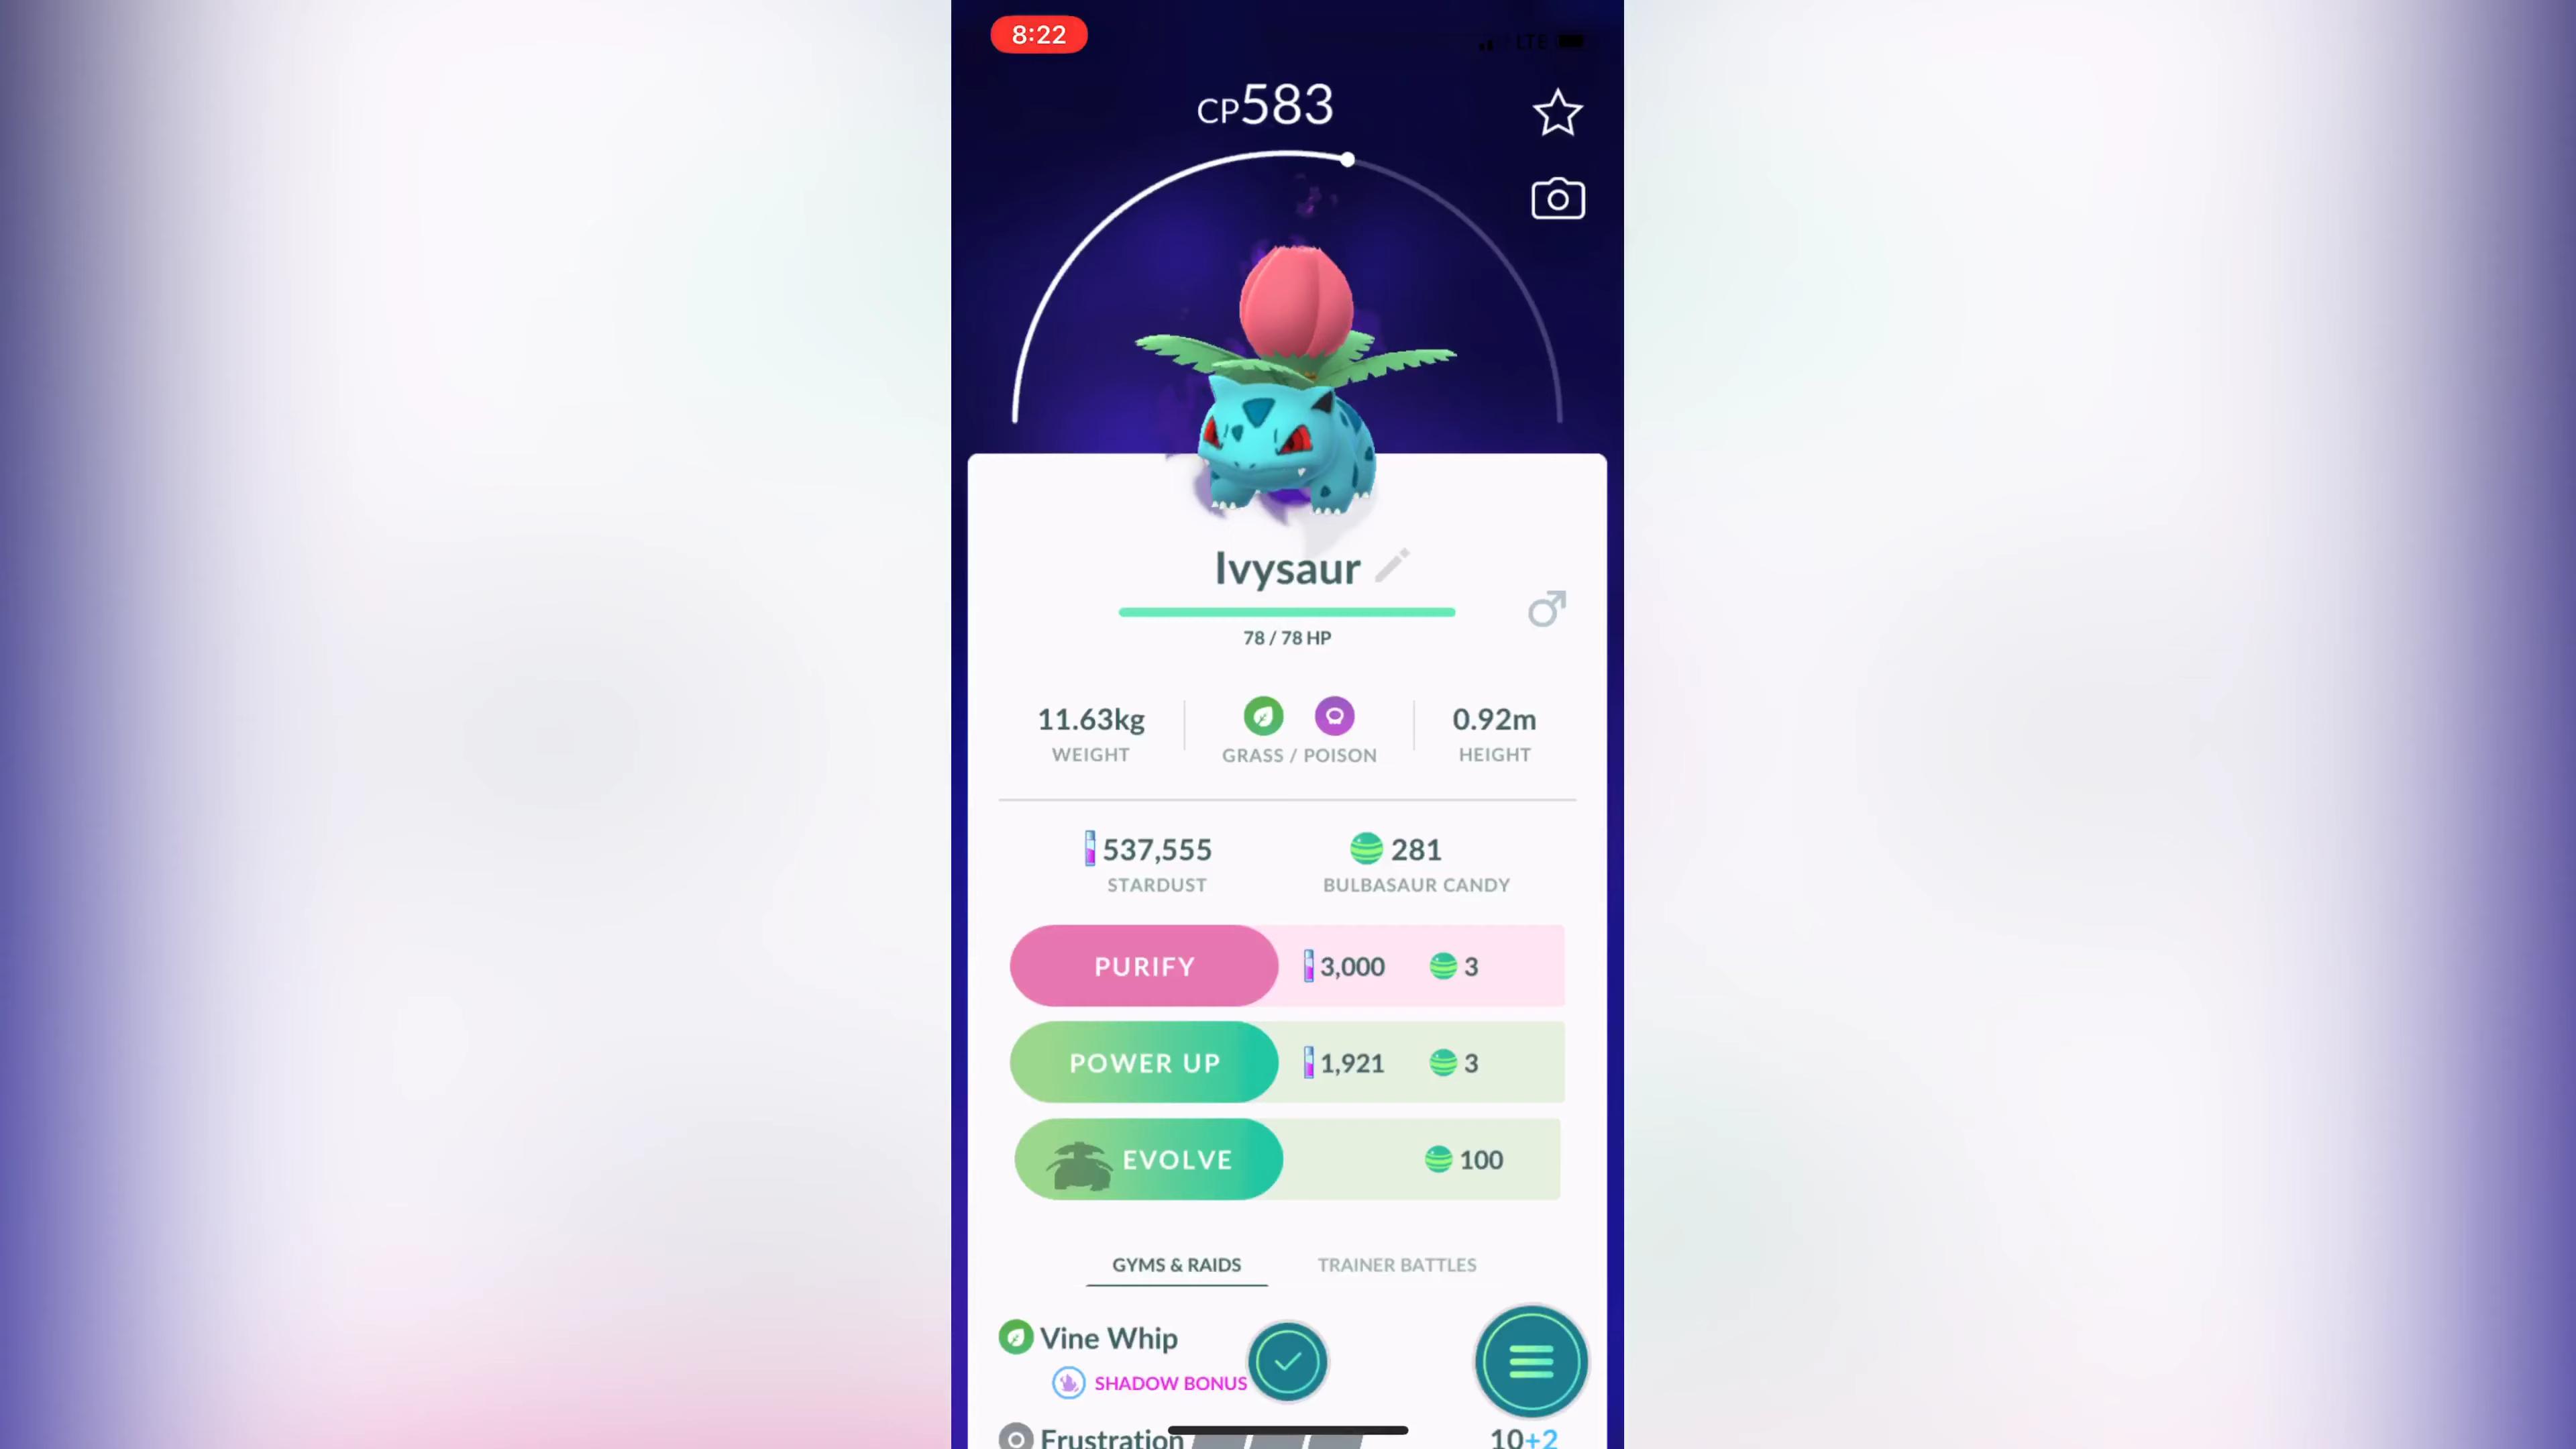 8:22
LTE
CP583
Ivysaur
78 / 78 HP
11.63kg
WEIGHT
GRASS / POISON
0.92m
HEIGHT
537,555
STARDUST
281
BULBASAUR CANDY
PURIFY 3,000 3
POWER UP 1,921 3
EVOLVE 100
GYMS & RAIDS TRAINER BATTLES
Vine Whip
SHADOW BONUS
Frustration 10+2